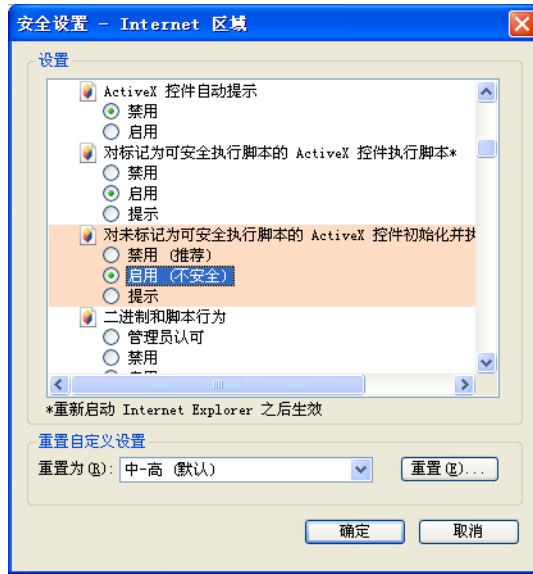 安全设置 - Internet 区域
设置
ActiveX 控件自动提示
禁用
启用
对标记为可安全执行脚本的 ActiveX 控件执行脚本*
禁用
启用
提示
对未标记为可安全执行脚本的 ActiveX 控件初始化并执
禁用 (推荐)
启用 (不安全)
提示
二进制和脚本行为
管理员认可
禁用
*重新启动 Internet Explorer 之后生效
重置自定义设置
重置为(R): 中-高 (默认) 重置(E)...
确定 取消